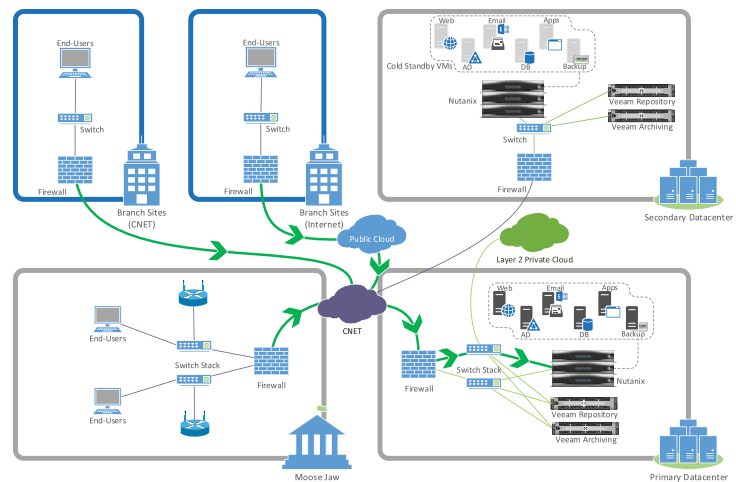 End-Users
Switch
Firewall
Branch Sites
(CNET)
End-Users
Switch
Firewall
Branch Sites
(Internet)
Web
Email
Apps
AD
DB
Backup
Cold Standby VMs
Nutanix
Veeam Repository
Veeam Archiving
Switch
Firewall
Secondary Datacenter
Public Cloud
Layer 2 Private Cloud
CNET
End-Users
Switch Stack
End-Users
Firewall
Moose Jaw
Web
Email
Apps
AD
DB
Backup
Firewall
Switch Stack
Nutanix
Veeam Repository
Veeam Archiving
Primary Datacenter